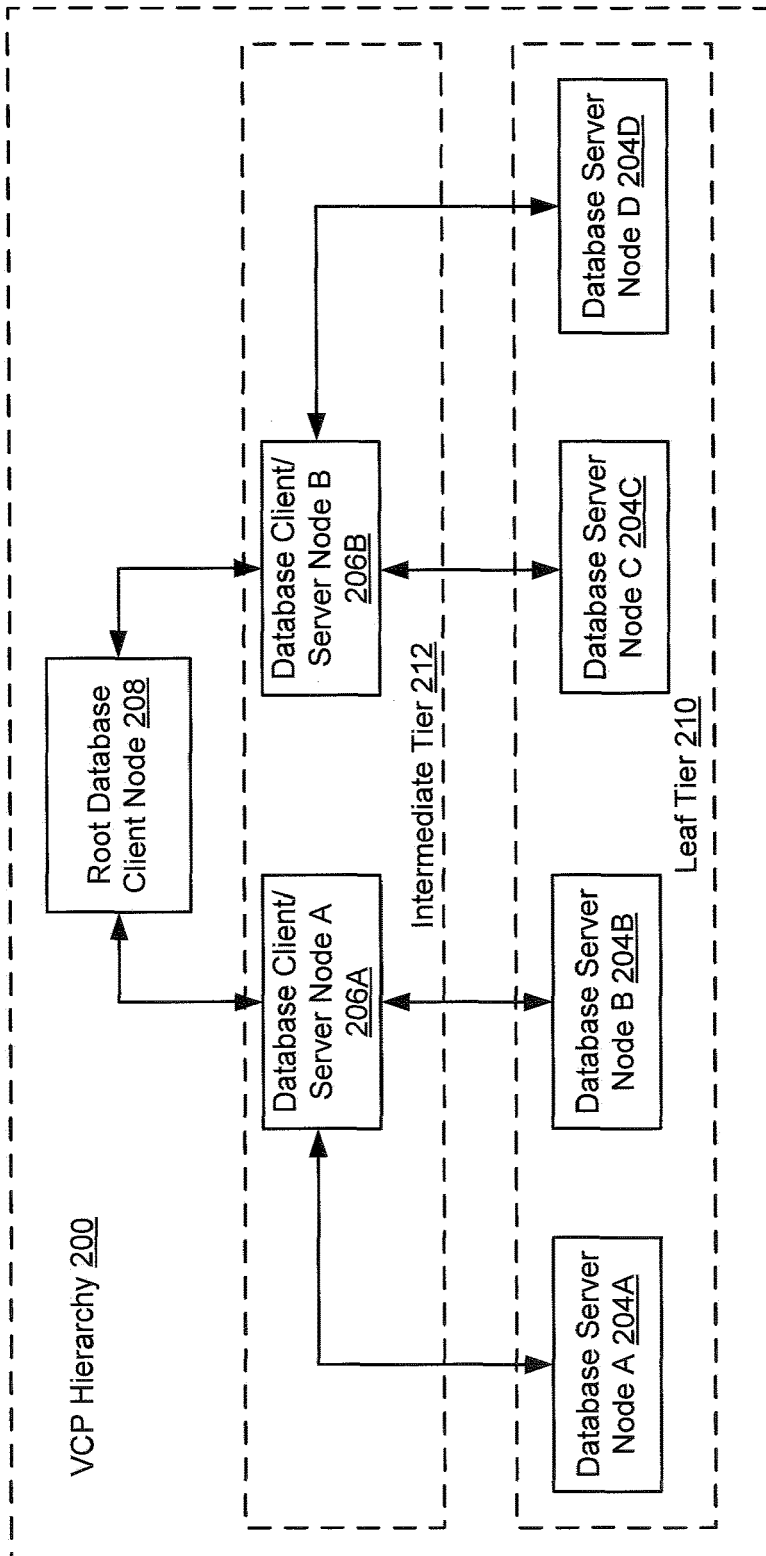 VCP Hierarchy 200
Root Database
Client Node 208
Database Client/
Server Node A
206A
Database Client/
Server Node B
206B
Intermediate Tier 212
Database Server
Node A 204A
Database Server
Node B 204B
Database Server
Node C 204C
Database Server
Node D 204D
Leaf Tier 210